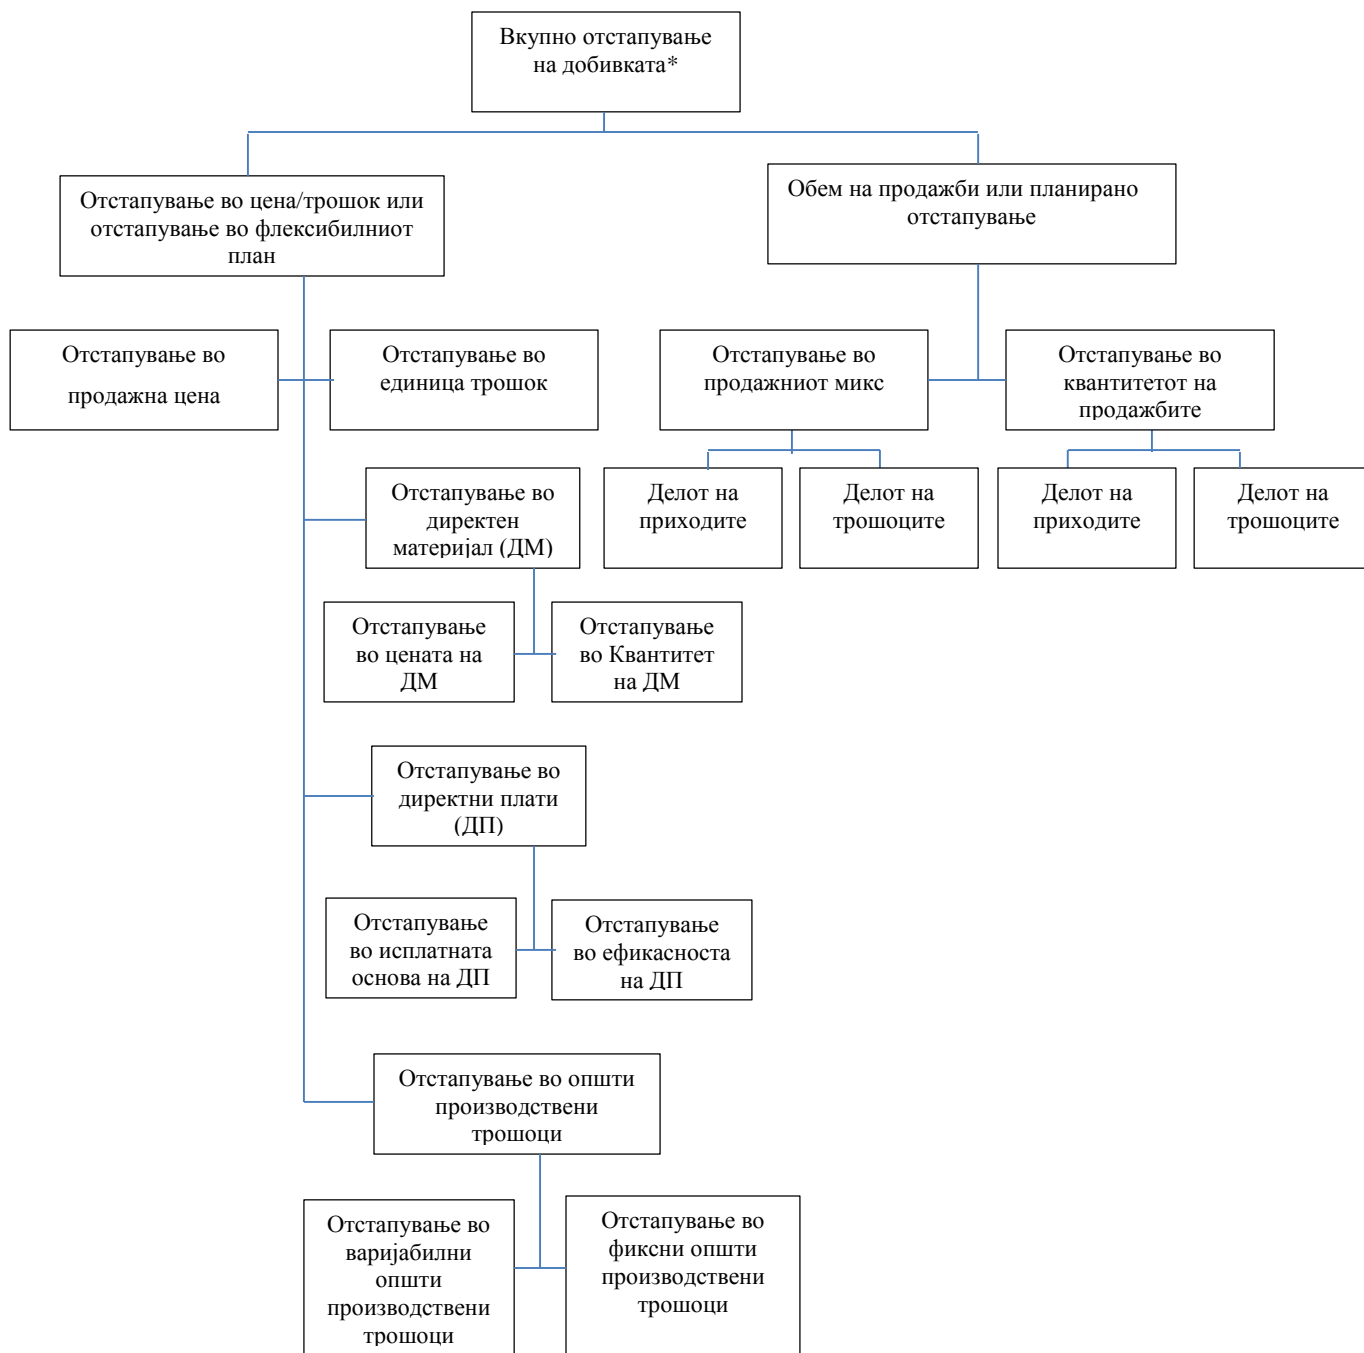 Вкупно отстапување
на добивката*
Отстапување во цена/трошок или
отстапување во флексибилниот
план
Обем на продажби или планирано
отстапување
Отстапување во
продажна цена
Отстапување во
единица трошок
Отстапување во
продажниот микс
Отстапување во
квантитетот на
продажбите
Отстапување во
директен
материјал (ДМ)
Делот на
приходите
Делот на
трошоците
Делот на
приходите
Делот на
трошоците
Отстапување
во цената на
ДМ
Отстапување
во Квантитет
на ДМ
Отстапување во
директни плати
(ДП)
Отстапување
во исплатната
основа на ДП
Отстапување
во ефикасноста
на ДП
Отстапување во општи
производствени
трошоци
Отстапување во
варијабилни
општи
производствени
трошоци
Отстапување во
фиксни општи
производствени
трошоци